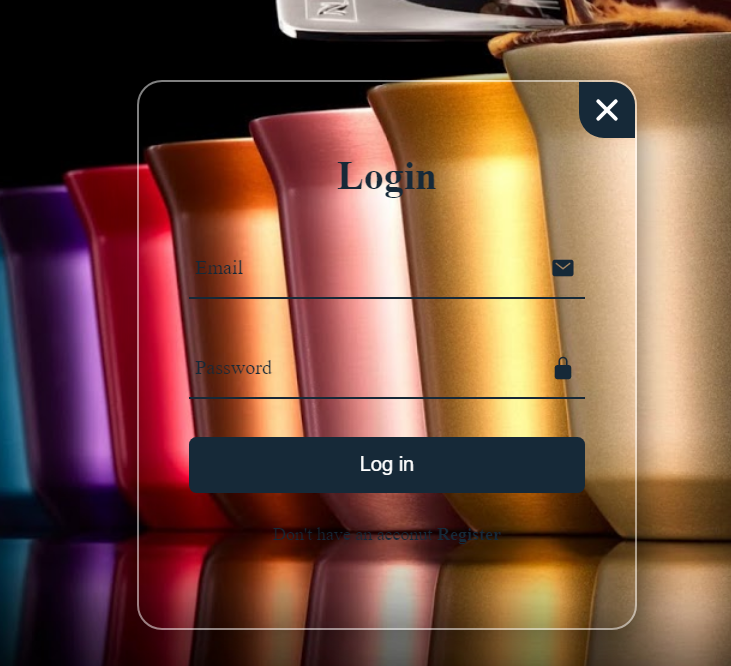 Login
Email
Password
Log in
Don't have an account Register